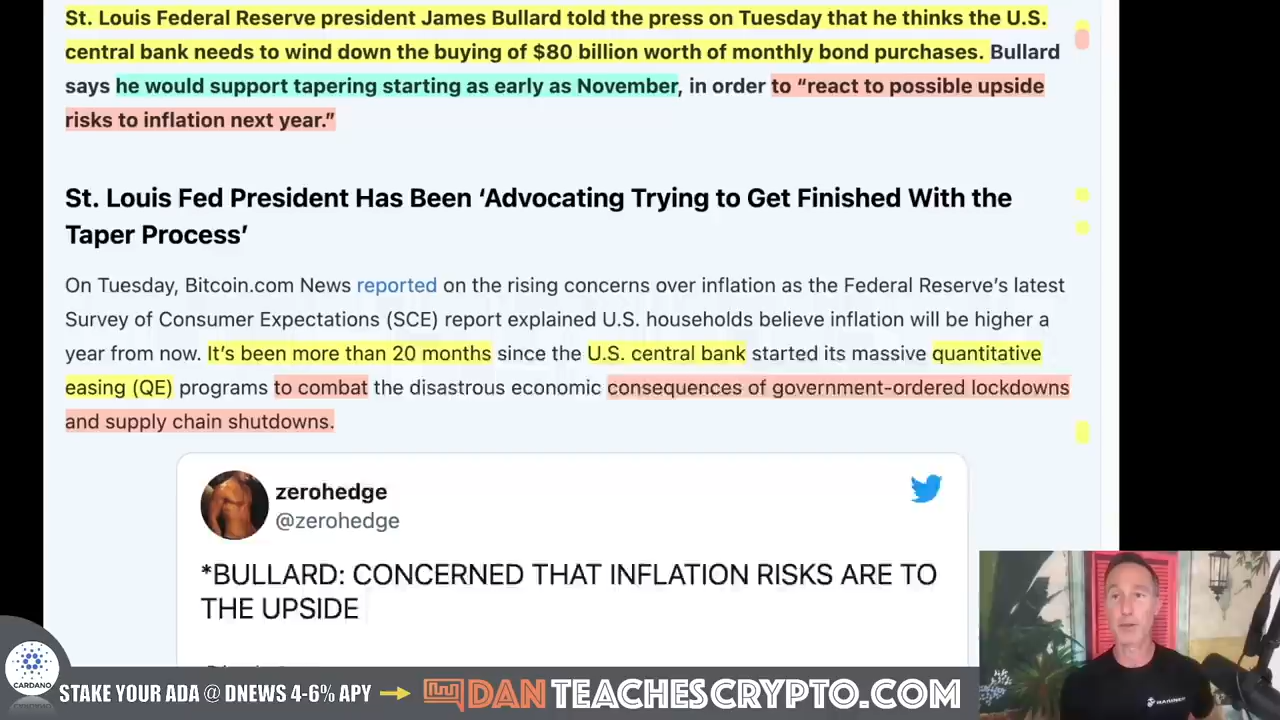 St. Louis Federal Reserve president James Bullard told the press on Tuesday that he thinks the U.S.
central bank needs to wind down the buying of $80 billion worth of monthly bond purchases. Bullard
says he would support tapering starting as early as November, in order to “react to possible upside
risks to inflation next year.”
St. Louis Fed President Has Been ‘Advocating Trying to Get Finished With the
Taper Process’
On Tuesday, Bitcoin.com News reported on the rising concerns over inflation as the Federal Reserve’s latest
Survey of Consumer Expectations (SCE) report explained U.S. households believe inflation will be higher a
year from now. It’s been more than 20 months since the U.S. central bank started its massive quantitative
easing (QE) programs to combat the disastrous economic consequences of government-ordered lockdowns
and supply chain shutdowns.
zerohedge
@zerohedge
*BULLARD: CONCERNED THAT INFLATION RISKS ARE TO
THE UPSIDE
CARDANO
STAKE YOUR ADA @ DNEWS 4-6% APY
DANTEACHESCRYPTO.COM